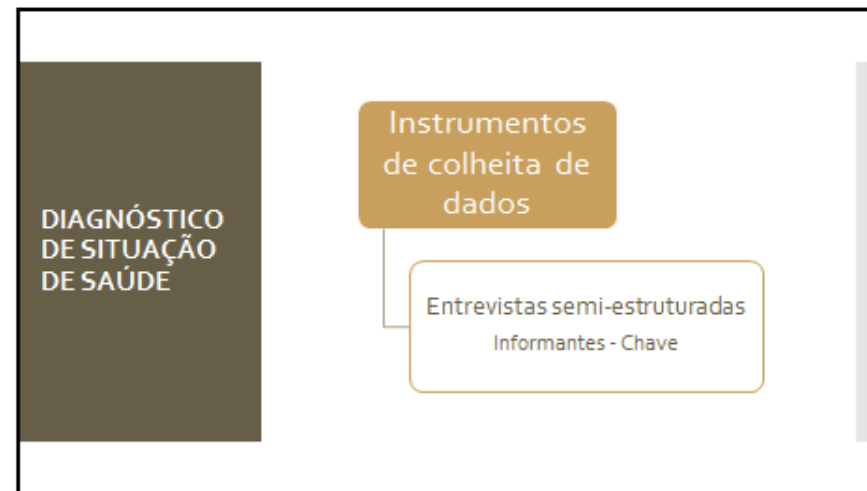 DIAGNÓSTICO
DE SITUAÇÃO
DE SAÚDE
Instrumentos
de colheita de
dados
Entrevistas semi-estruturadas
Informantes - Chave